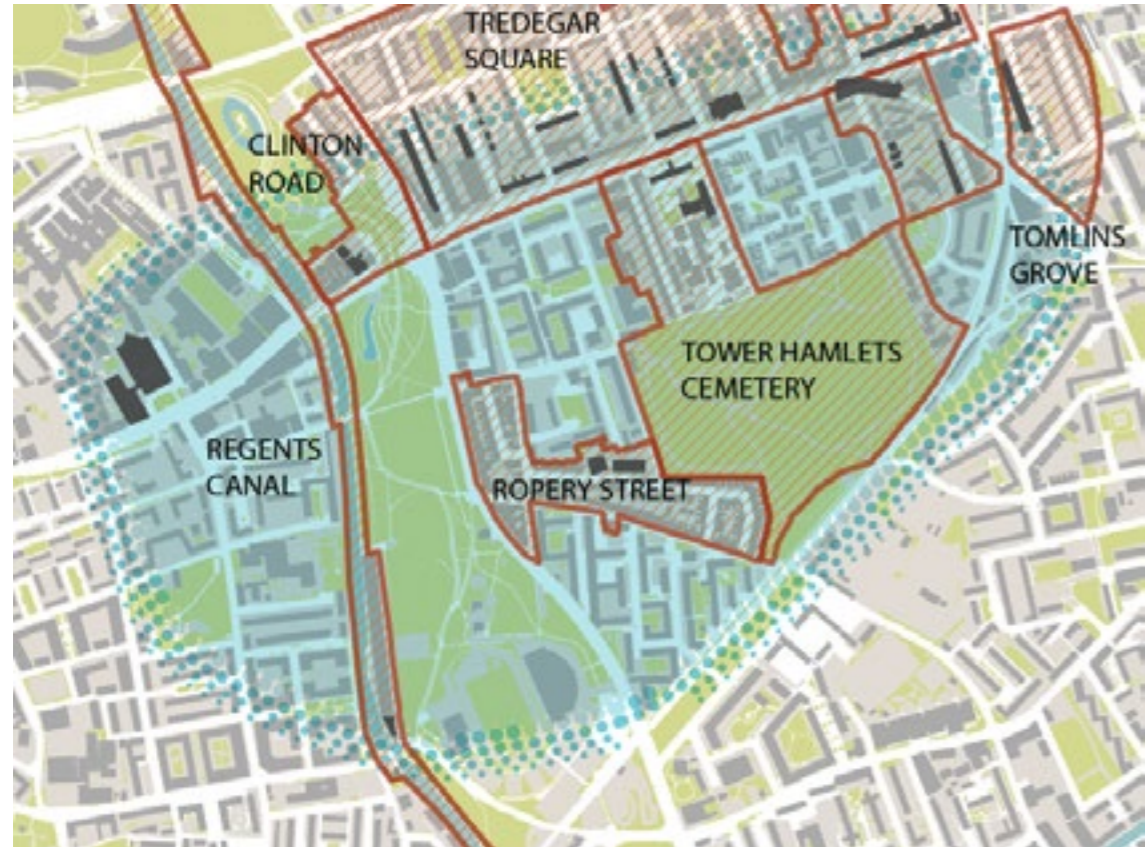 TREDEGAR
SQUARE
CLINTON
ROAD
TOMLINS
GROVE
TOWER HAMLETS
CEMETERY
REGENTS
CANAL
ROPERY STREET